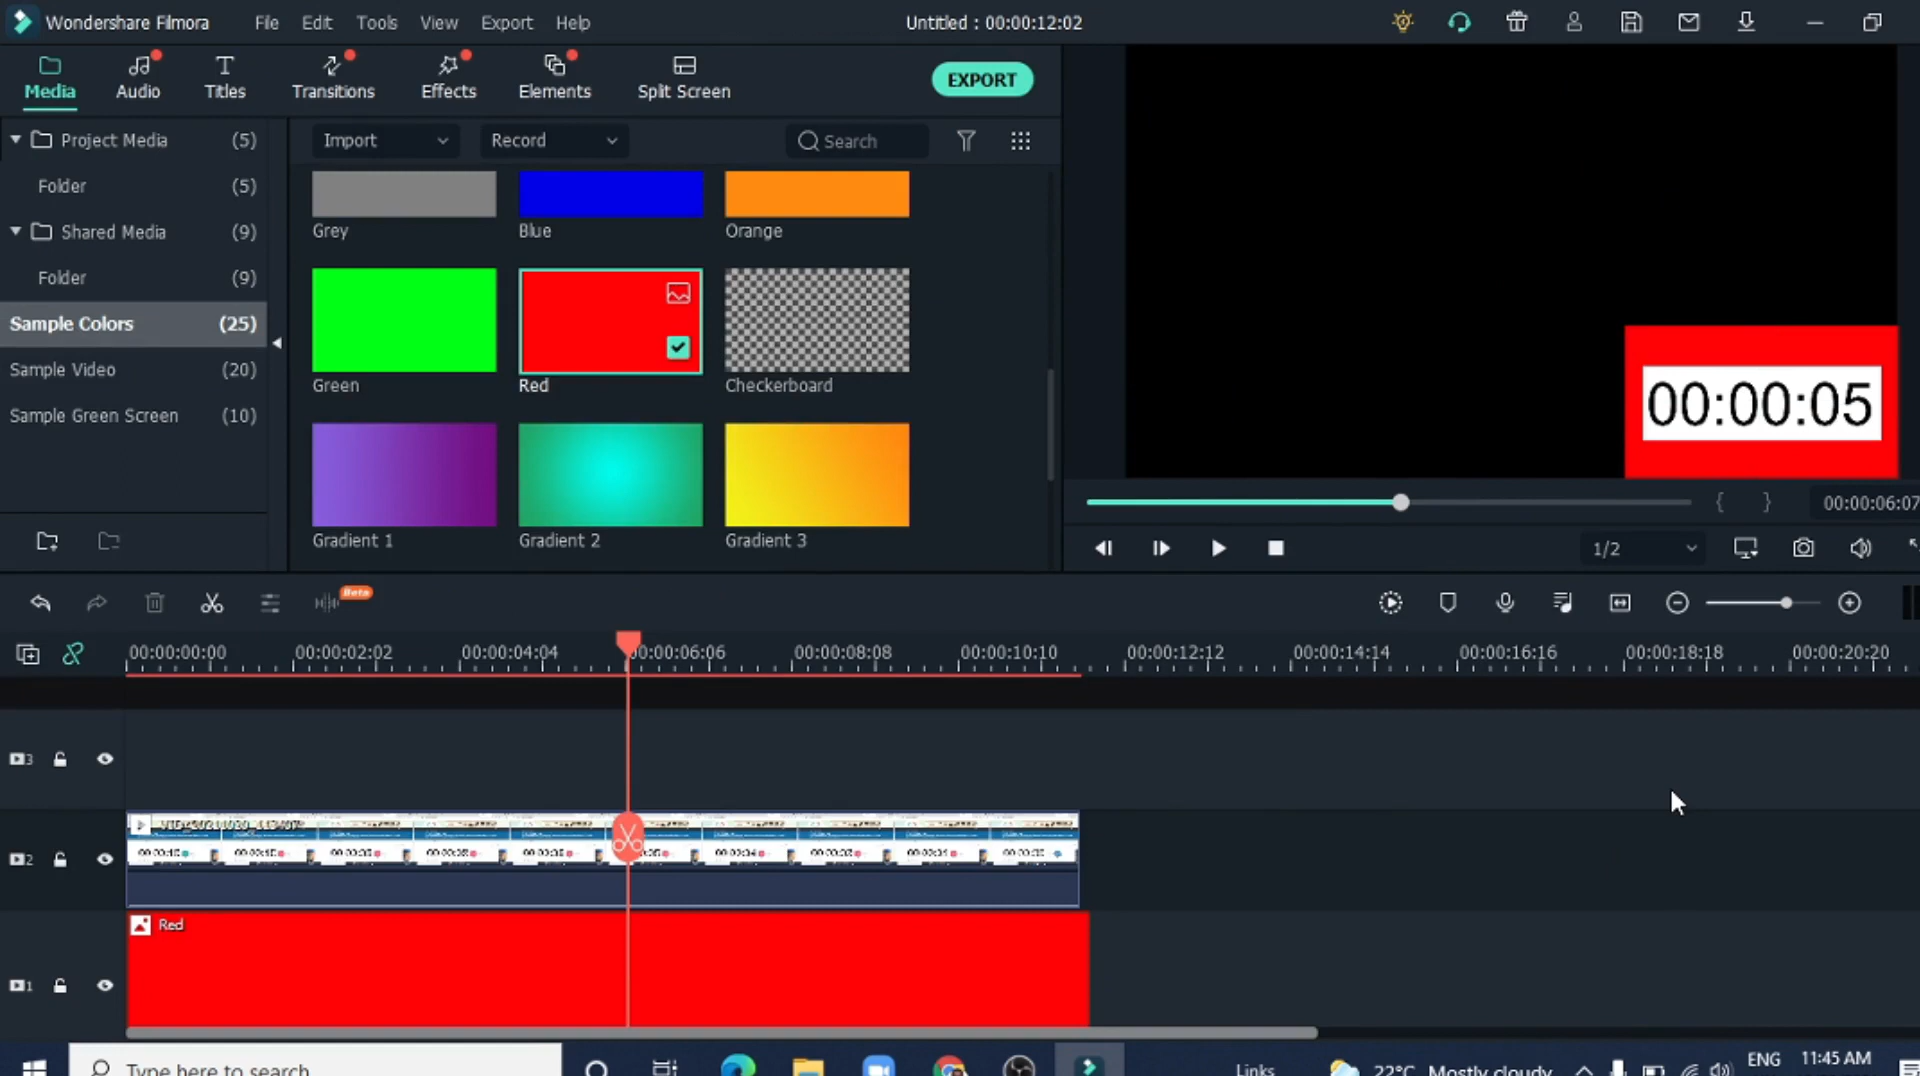 Wondershare Filmora File Edit Tools View Export Help Untitled : 00:00:12:02
Media Audio Titles Transitions Effects Elements Split Screen EXPORT
Project Media (5)
Folder (5)
Shared Media (9)
Folder (9)
Sample Colors (25)
Sample Video (20)
Sample Green Screen (10)
Import Record Search
Grey Blue Orange
Green Red Checkerboard
Gradient 1 Gradient 2 Gradient 3
00:00:05
{ } 00:00:06:07
1/2
Beta
00:00:00:00 00:00:02:02 00:00:04:04 00:00:06:06 00:00:08:08 00:00:10:10 00:00:12:12 00:00:14:14 00:00:16:16 00:00:18:18 00:00:20:20
3
2
Red
1
Type here to search Links 22°C Mostly cloudy ENG 11:45 AM